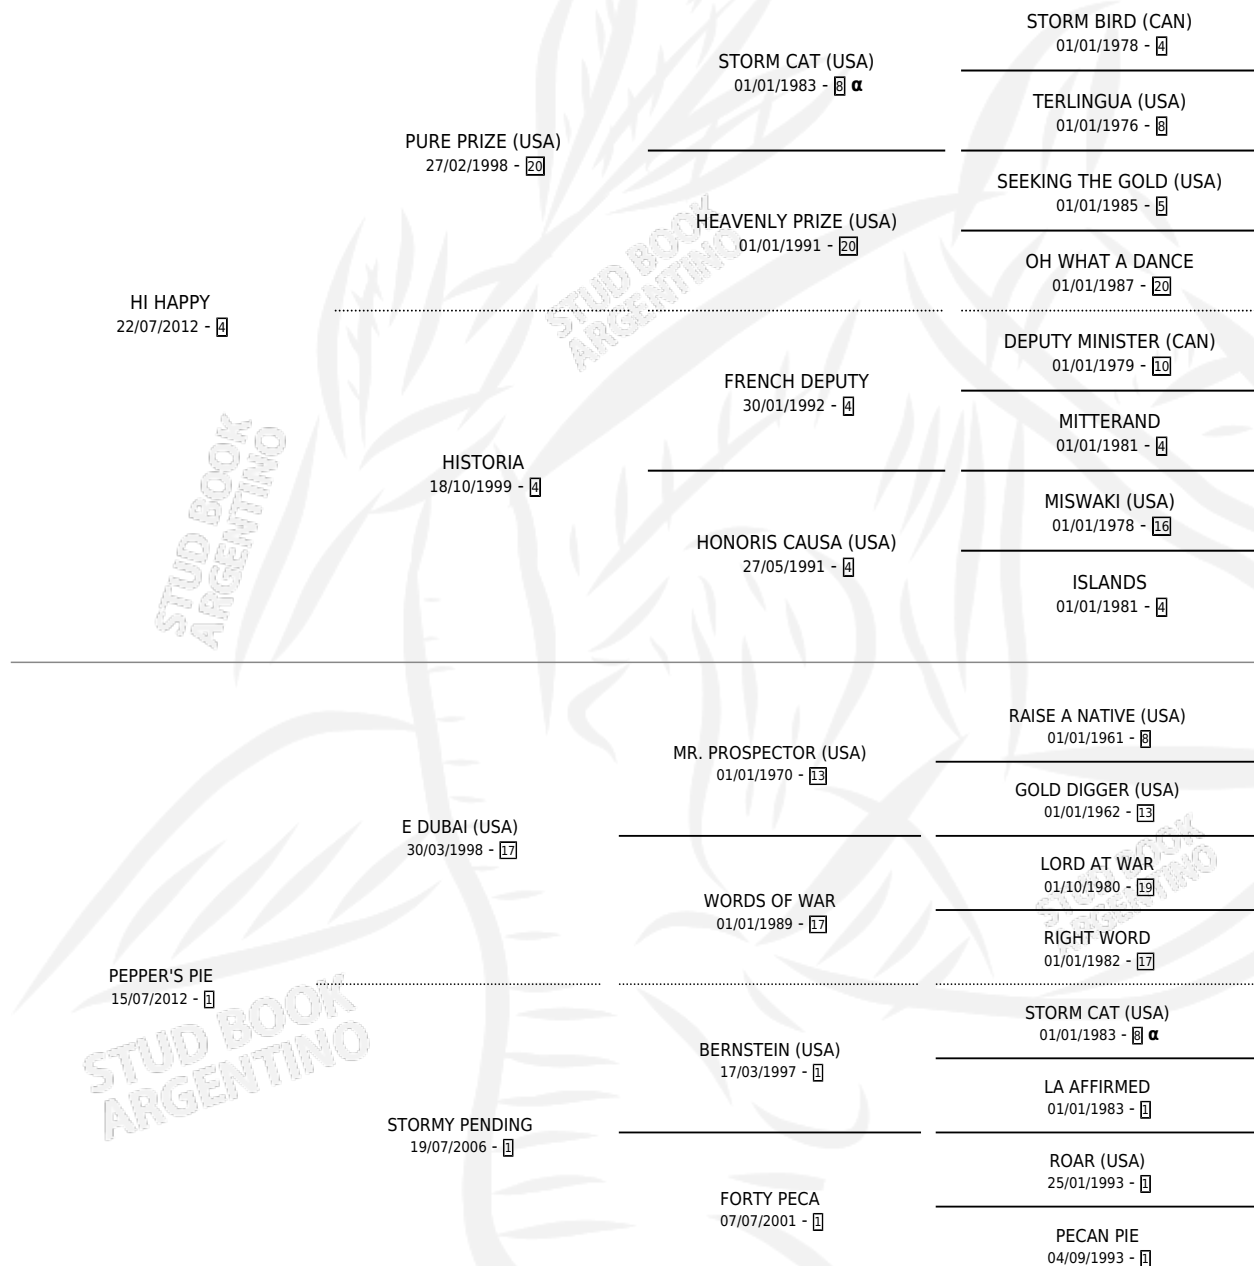 STORM BIRD (CAN)
01/01/1978 - 4
STORM CAT (USA)
01/01/1983 - 8 α
TERLINGUA (USA)
01/01/1976 - 8
PURE PRIZE (USA)
27/02/1998 - 20
SEEKING THE GOLD (USA)
01/01/1985 - 5
HEAVENLY PRIZE (USA)
01/01/1991 - 20
OH WHAT A DANCE
01/01/1987 - 20
HI HAPPY
22/07/2012 - 4
DEPUTY MINISTER (CAN)
01/01/1979 - 10
FRENCH DEPUTY
30/01/1992 - 4
MITTERAND
01/01/1981 - 4
HISTORIA
18/10/1999 - 4
MISWAKI (USA)
01/01/1978 - 16
HONORIS CAUSA (USA)
27/05/1991 - 4
ISLANDS
01/01/1981 - 4
RAISE A NATIVE (USA)
01/01/1961 - 8
MR. PROSPECTOR (USA)
01/01/1970 - 13
GOLD DIGGER (USA)
01/01/1962 - 13
E DUBAI (USA)
30/03/1998 - 17
LORD AT WAR
01/10/1980 - 19
WORDS OF WAR
01/01/1989 - 17
RIGHT WORD
01/01/1982 - 17
PEPPER'S PIE
15/07/2012 - 1
STORM CAT (USA)
01/01/1983 - 8 α
BERNSTEIN (USA)
17/03/1997 - 1
LA AFFIRMED
01/01/1983 - 1
STORMY PENDING
19/07/2006 - 1
ROAR (USA)
25/01/1993 - 1
FORTY PECA
07/07/2001 - 1
PECAN PIE
04/09/1993 - 1
STUD BOOK
ARGENTINO
STUD BOOK
ARGENTINO
STUD BOOK
ARGENTINO
STUD BOOK
ARGENTINO